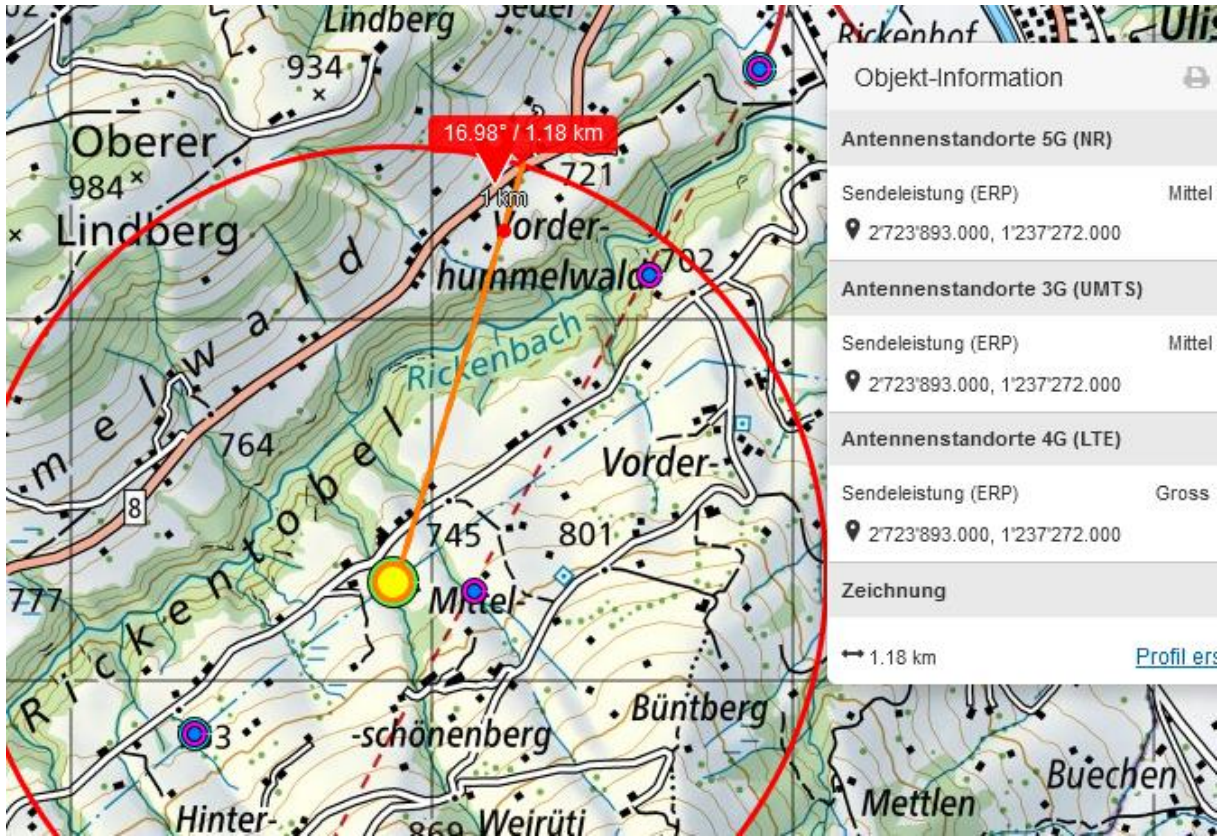 Lindberg
934
Rickenhof
Oberer
984
Lindberg
16.98° / 1.18 km
1 km
721
Vorder-
hummelwald
702
Rickenbach
melwald
764
8
Rickentobel
Vorder-
745
801
777
Mittel-
-schönenberg
Büntberg
3
Hinter-
869
Weirüti
Mettlen
Buechen
Objekt-Information
Antennenstandorte 5G (NR)
Sendeleistung (ERP) Mittel
2'723'893.000, 1'237'272.000
Antennenstandorte 3G (UMTS)
Sendeleistung (ERP) Mittel
2'723'893.000, 1'237'272.000
Antennenstandorte 4G (LTE)
Sendeleistung (ERP) Gross
2'723'893.000, 1'237'272.000
Zeichnung
1.18 km Profil ers